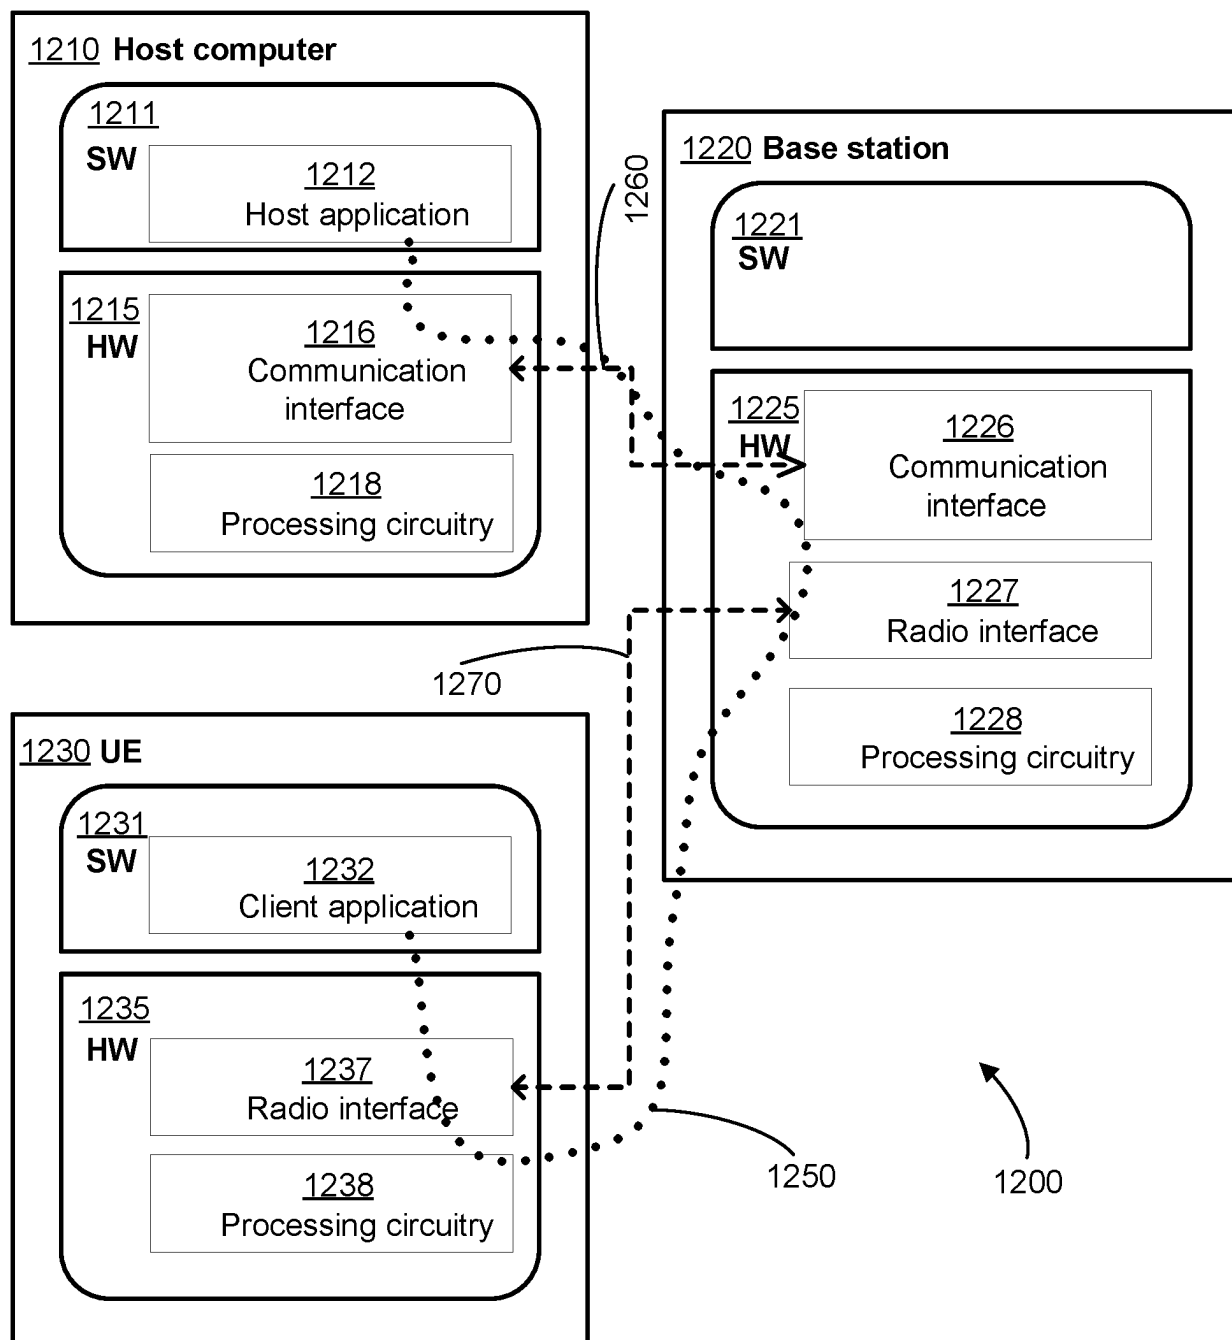 1210 Host computer
1211
SW
1212
Host application
1215
HW
1216
Communication
interface
1218
Processing circuitry
1260
1220 Base station
1221
SW
1225
HW
1226
Communication
interface
1227
Radio interface
1228
Processing circuitry
1270
1230 UE
1231
SW
1232
Client application
1235
HW
1237
Radio interface
1238
Processing circuitry
1250
1200